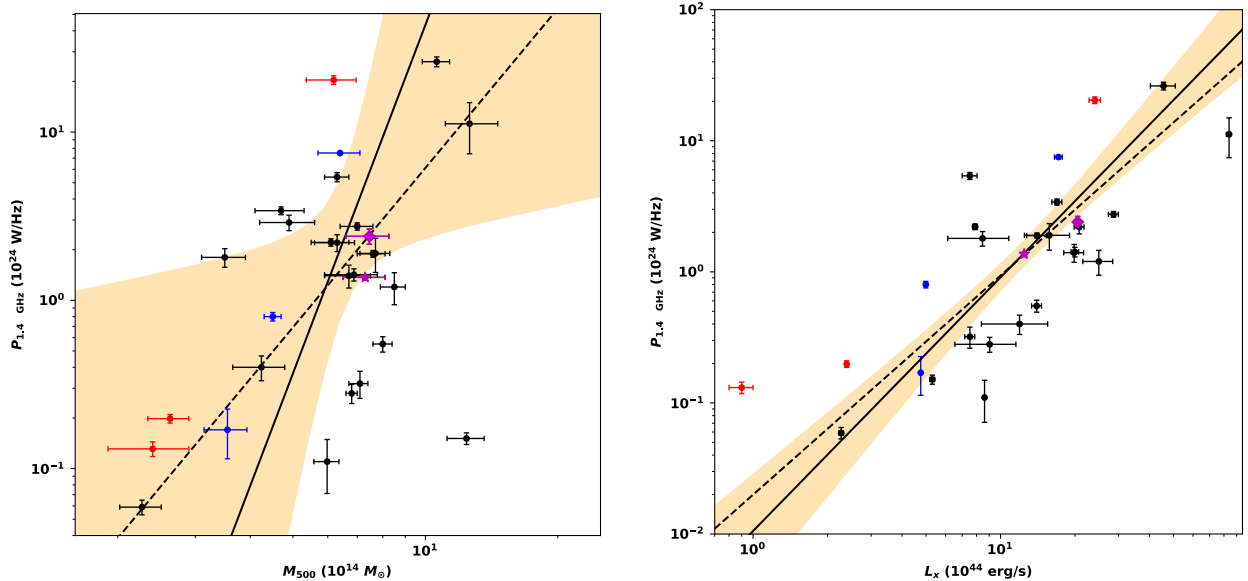 10¹
10⁰
10⁻¹
P₁.₄ GHz (10²⁴ W/Hz)
10¹
M₅₀₀ (10¹⁴ M☉)
10²
10¹
10⁰
10⁻¹
10⁻²
P₁.₄ GHz (10²⁴ W/Hz)
10⁰
10¹
Lₓ (10⁴⁴ erg/s)